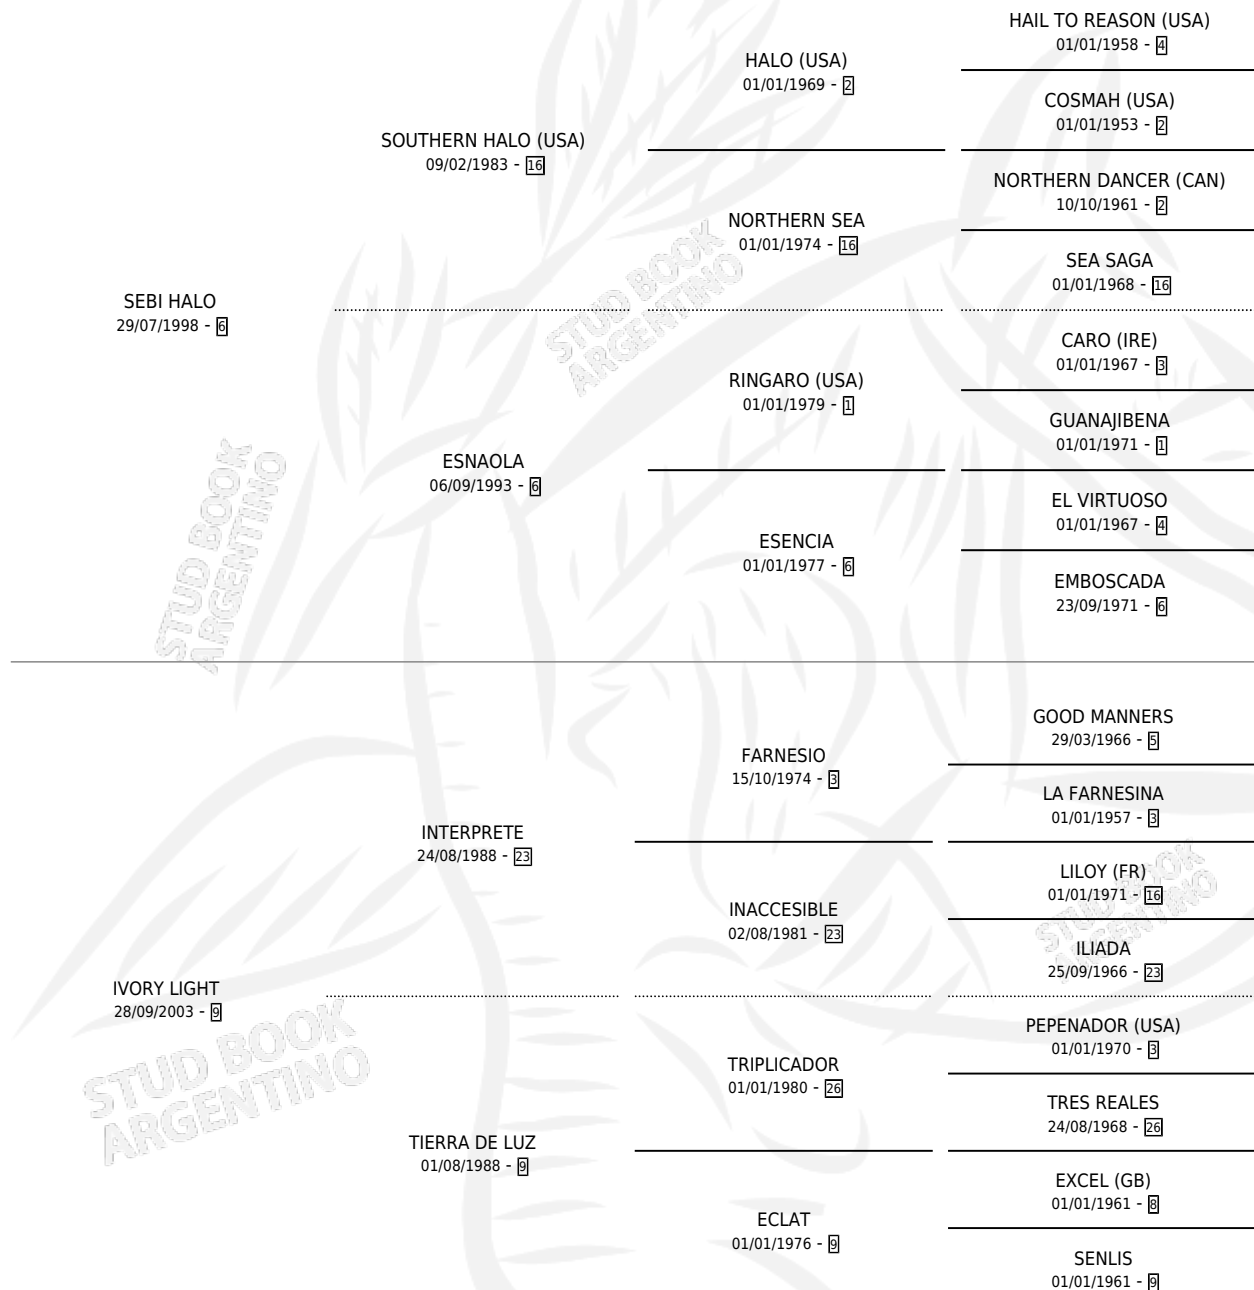 HAIL TO REASON (USA)
01/01/1958 - 4
HALO (USA)
01/01/1969 - 2
COSMAH (USA)
01/01/1953 - 2
SOUTHERN HALO (USA)
09/02/1983 - 16
NORTHERN DANCER (CAN)
10/10/1961 - 2
NORTHERN SEA
01/01/1974 - 16
SEA SAGA
01/01/1968 - 16
SEBI HALO
29/07/1998 - 6
STUD BOOK
ARGENTINO
CARO (IRE)
01/01/1967 - 3
RINGARO (USA)
01/01/1979 - 1
GUANAJIBENA
01/01/1971 - 1
ESNAOLA
06/09/1993 - 6
EL VIRTUOSO
01/01/1967 - 4
ESENCIA
01/01/1977 - 6
EMBOSCADA
23/09/1971 - 6
STUD BOOK
ARGENTINO
GOOD MANNERS
29/03/1966 - 5
FARNESIO
15/10/1974 - 3
LA FARNESINA
01/01/1957 - 3
INTERPRETE
24/08/1988 - 23
LILOY (FR)
01/01/1971 - 16
INACCESIBLE
02/08/1981 - 23
STUD BOOK
ARGENTINO
ILIADA
25/09/1966 - 23
IVORY LIGHT
28/09/2003 - 9
PEPENADOR (USA)
01/01/1970 - 3
TRIPLICADOR
01/01/1980 - 26
TRES REALES
24/08/1968 - 26
STUD BOOK
ARGENTINO
TIERRA DE LUZ
01/08/1988 - 9
EXCEL (GB)
01/01/1961 - 8
ECLAT
01/01/1976 - 9
SENLIS
01/01/1961 - 9